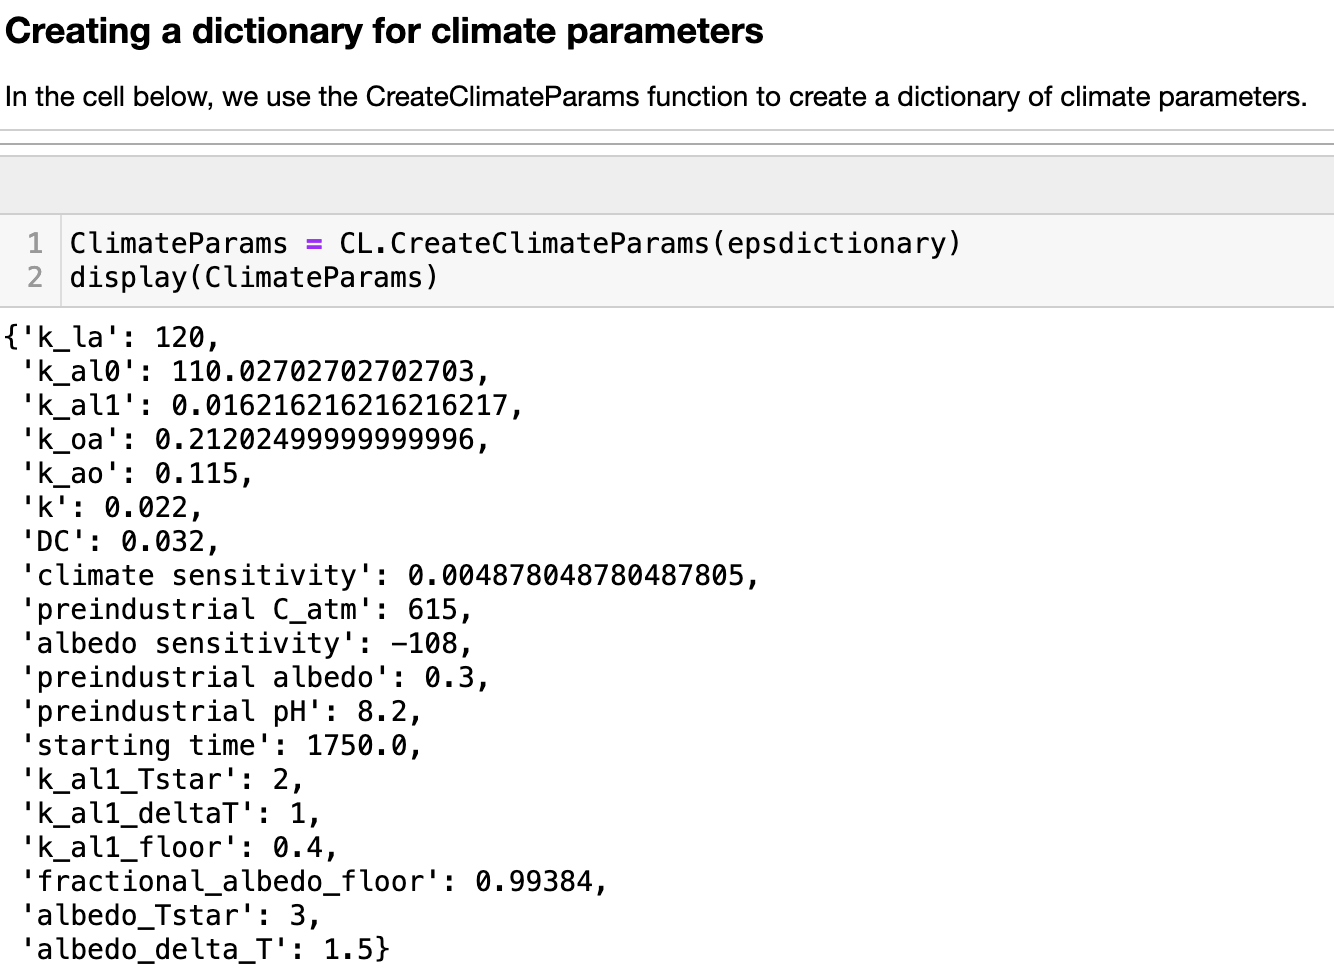 Creating a dictionary for climate parameters
In the cell below, we use the CreateClimateParams function to create a dictionary of climate parameters.
1 ClimateParams = CL.CreateClimateParams(epsdictionary)
2 display(ClimateParams)
{'k_la': 120,
 'k_al0': 110.02702702702703,
 'k_al1': 0.016216216216216217,
 'k_oa': 0.21202499999999996,
 'k_ao': 0.115,
 'k': 0.022,
 'DC': 0.032,
 'climate sensitivity': 0.004878048780487805,
 'preindustrial C_atm': 615,
 'albedo sensitivity': -108,
 'preindustrial albedo': 0.3,
 'preindustrial pH': 8.2,
 'starting time': 1750.0,
 'k_al1_Tstar': 2,
 'k_al1_deltaT': 1,
 'k_al1_floor': 0.4,
 'fractional_albedo_floor': 0.99384,
 'albedo_Tstar': 3,
 'albedo_delta_T': 1.5}